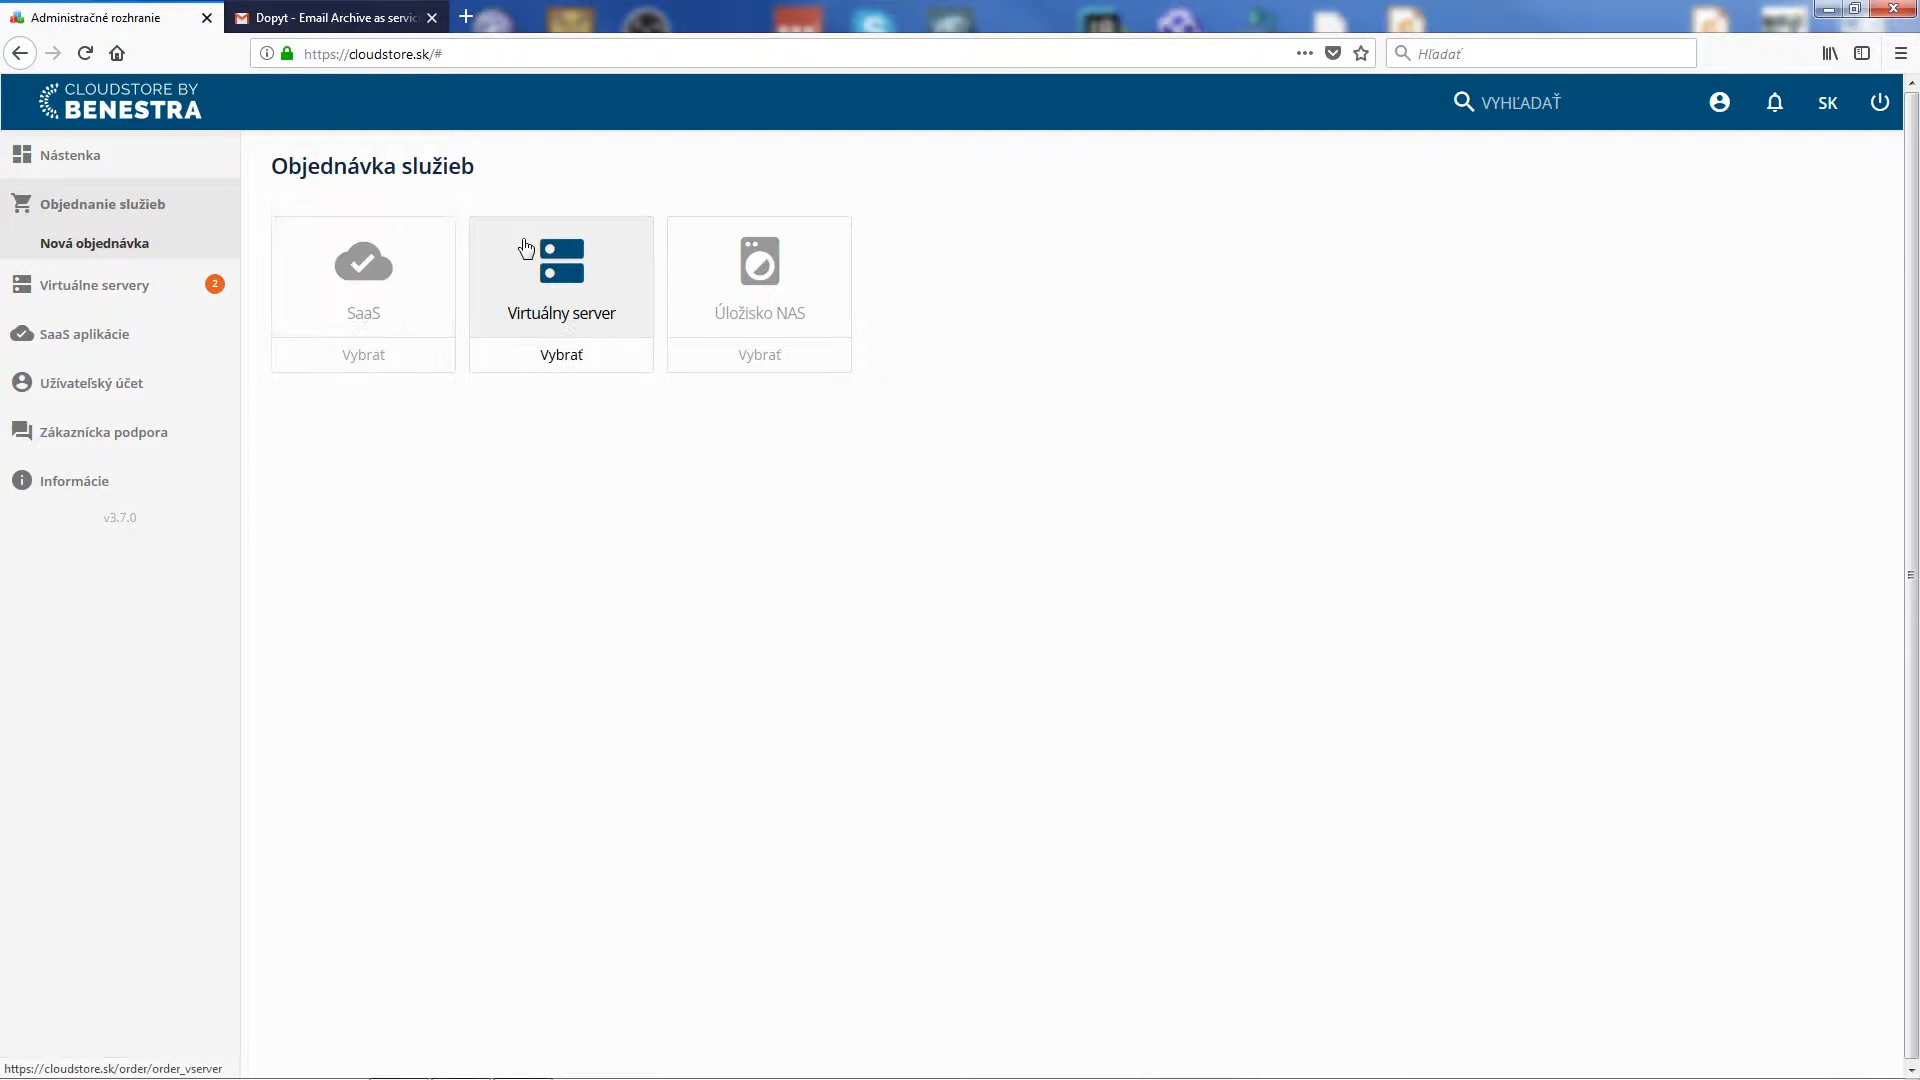 Administračné rozhranie
Dopyt - Email Archive as servic
https://cloudstore.sk/#
Hľadať
CLOUDSTORE BY
BENESTRA
VYHĽADAŤ
SK
Nástenka
Objednanie služieb
Nová objednávka
Virtuálne servery
2
SaaS aplikácie
Užívateľský účet
Zákaznícka podpora
Informácie
v3.7.0
Objednávka služieb
SaaS
Vybrať
Virtuálny server
Vybrať
Úložisko NAS
Vybrať
https://cloudstore.sk/order/order_vserver